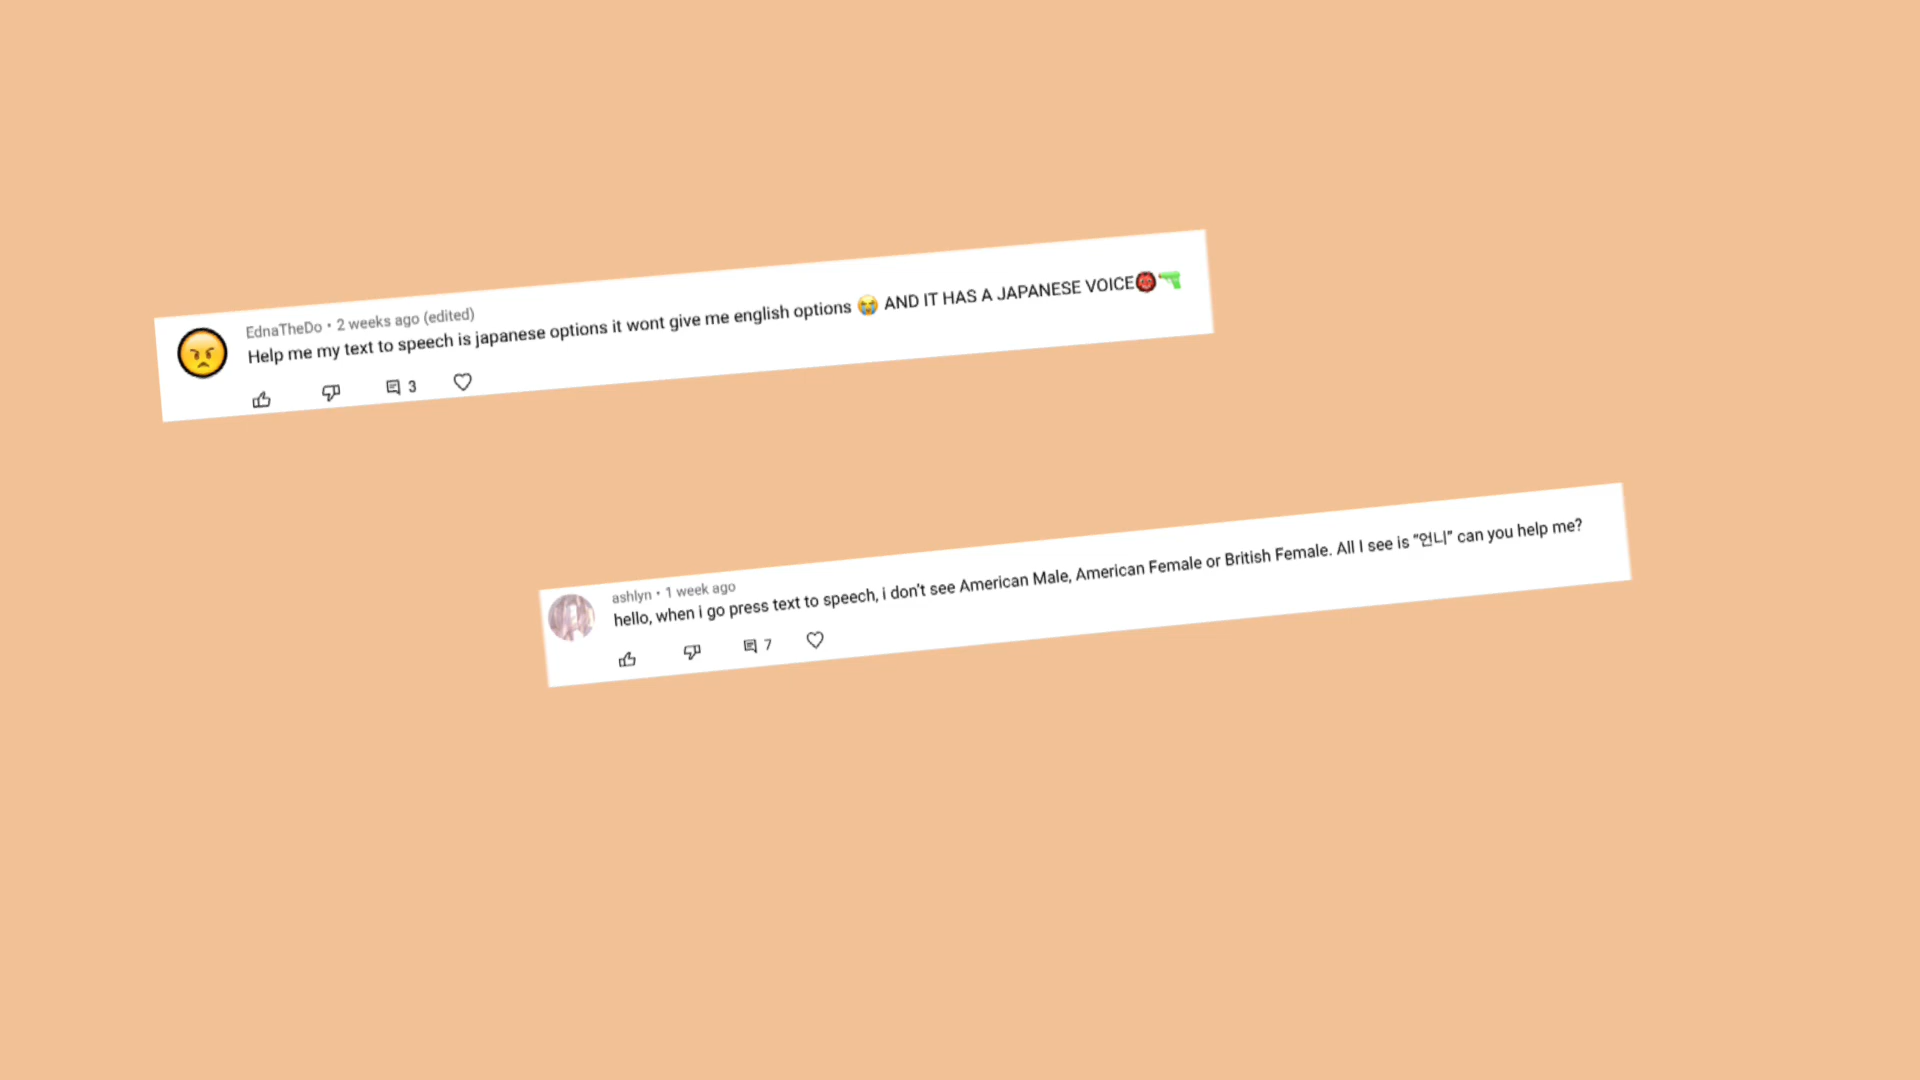 EdnaTheDo • 2 weeks ago (edited)
Help me my text to speech is japanese options it wont give me english options 😭 AND IT HAS A JAPANESE VOICE👹🔫
3
ashlyn • 1 week ago
hello, when i go press text to speech, i don't see American Male, American Female or British Female. All I see is "언니" can you help me?
7